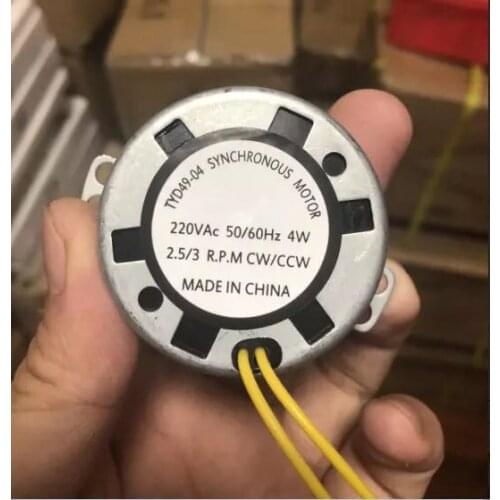 TYD49-04 SYNCHRONOUS MOTOR
220VAc 50/60Hz 4W
2.5/3 R.P.M CW/CCW
MADE IN CHINA